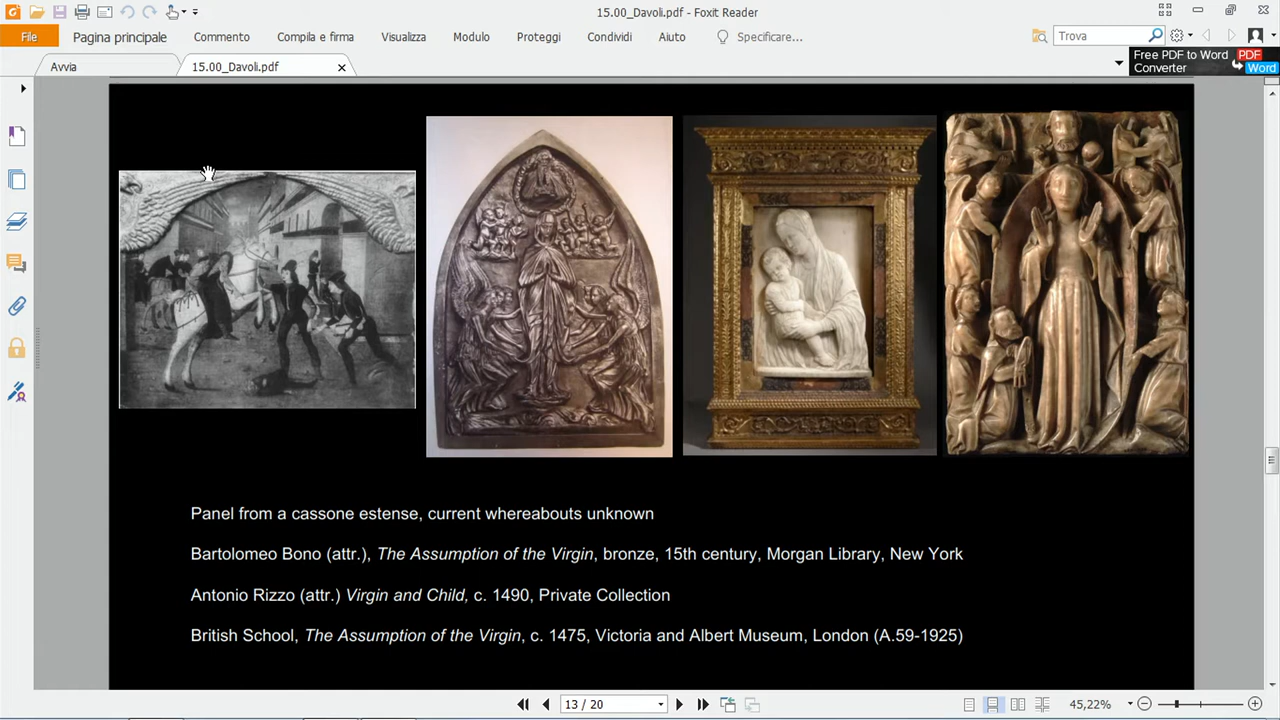 15.00_Davoli.pdf - Foxit Reader
File Pagina principale Commento Compila e firma Visualizza Modulo Proteggi Condividi Aiuto Specificare... Trova
Avvia 15.00_Davoli.pdf
Free PDF to Word PDF
Converter Word
Panel from a cassone estense, current whereabouts unknown
Bartolomeo Bono (attr.), The Assumption of the Virgin, bronze, 15th century, Morgan Library, New York
Antonio Rizzo (attr.) Virgin and Child, c. 1490, Private Collection
British School, The Assumption of the Virgin, c. 1475, Victoria and Albert Museum, London (A.59-1925)
13 / 20 45,22%